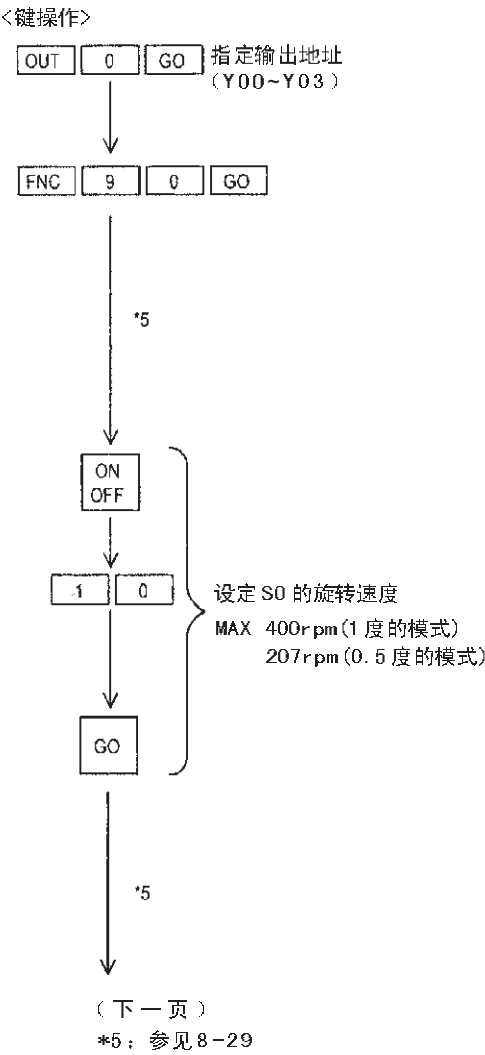 <键操作>
OUT 0 GO 指定输出地址
(Y00~Y03)
FNC 9 0 GO
*5
ON
OFF
1 0
设定S0的旋转速度
MAX 400rpm(1度的模式)
207rpm(0.5度的模式)
GO
*5
(下一页)
*5：参见8-29